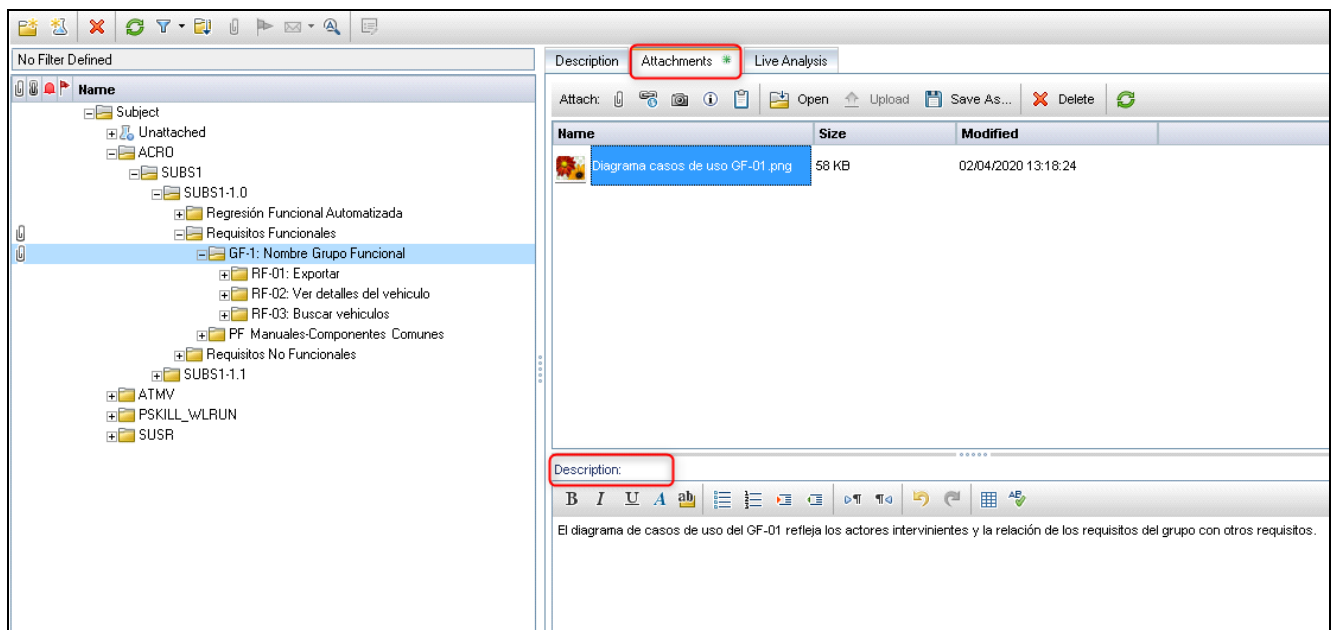 No Filter Defined
Name
Subject
Unattached
ACRO
SUBS1
SUBS1-1.0
Regresión Funcional Automatizada
Requisitos Funcionales
GF-1: Nombre Grupo Funcional
RF-01: Exportar
RF-02: Ver detalles del vehiculo
RF-03: Buscar vehiculos
PF Manuales-Componentes Comunes
Requisitos No Funcionales
SUBS1-1.1
ATMV
PSKILL_WLRUN
SUSR
Description Attachments Live Analysis
Attach: Open Upload Save As... Delete
Name Size Modified
Diagrama casos de uso GF-01.png 58 KB 02/04/2020 13:18:24
Description:
B I U A ab
El diagrama de casos de uso del GF-01 refleja los actores intervinientes y la relación de los requisitos del grupo con otros requisitos.